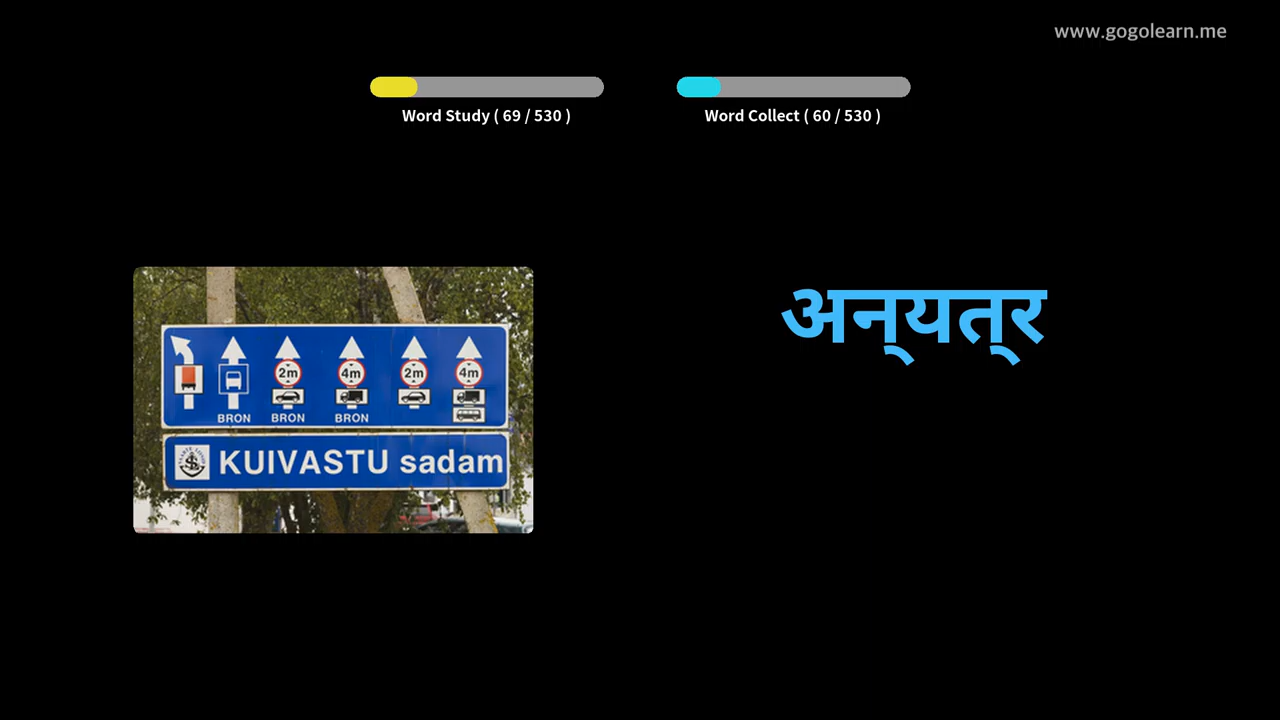 www.gogolearn.me
Word Study ( 69 / 530 )
Word Collect ( 60 / 530 )
अन्‌यत्‌र
2m 4m 2m 4m
BRON BRON BRON
KUIVASTU sadam